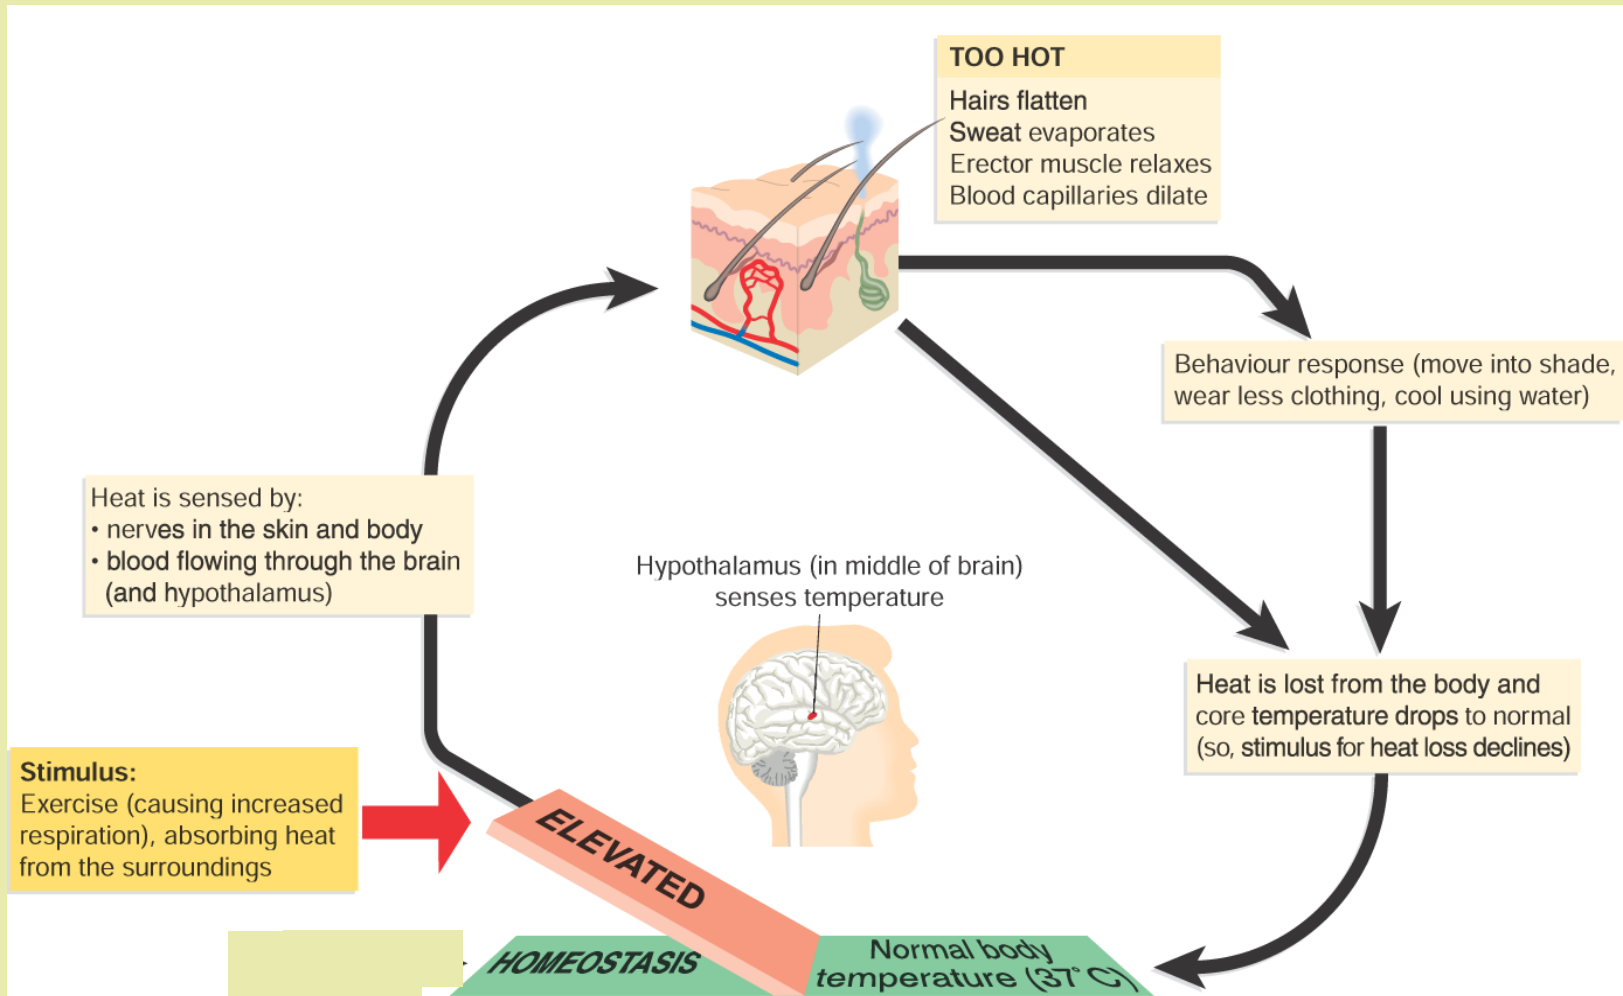 TOO HOT
Hairs flatten
Sweat evaporates
Erector muscle relaxes
Blood capillaries dilate
Behaviour response (move into shade,
wear less clothing, cool using water)
Heat is sensed by:
• nerves in the skin and body
• blood flowing through the brain
(and hypothalamus)
Hypothalamus (in middle of brain)
senses temperature
Heat is lost from the body and
core temperature drops to normal
(so, stimulus for heat loss declines)
Stimulus:
Exercise (causing increased
respiration), absorbing heat
from the surroundings
ELEVATED
HOMEOSTASIS
Normal body
temperature (37° C)